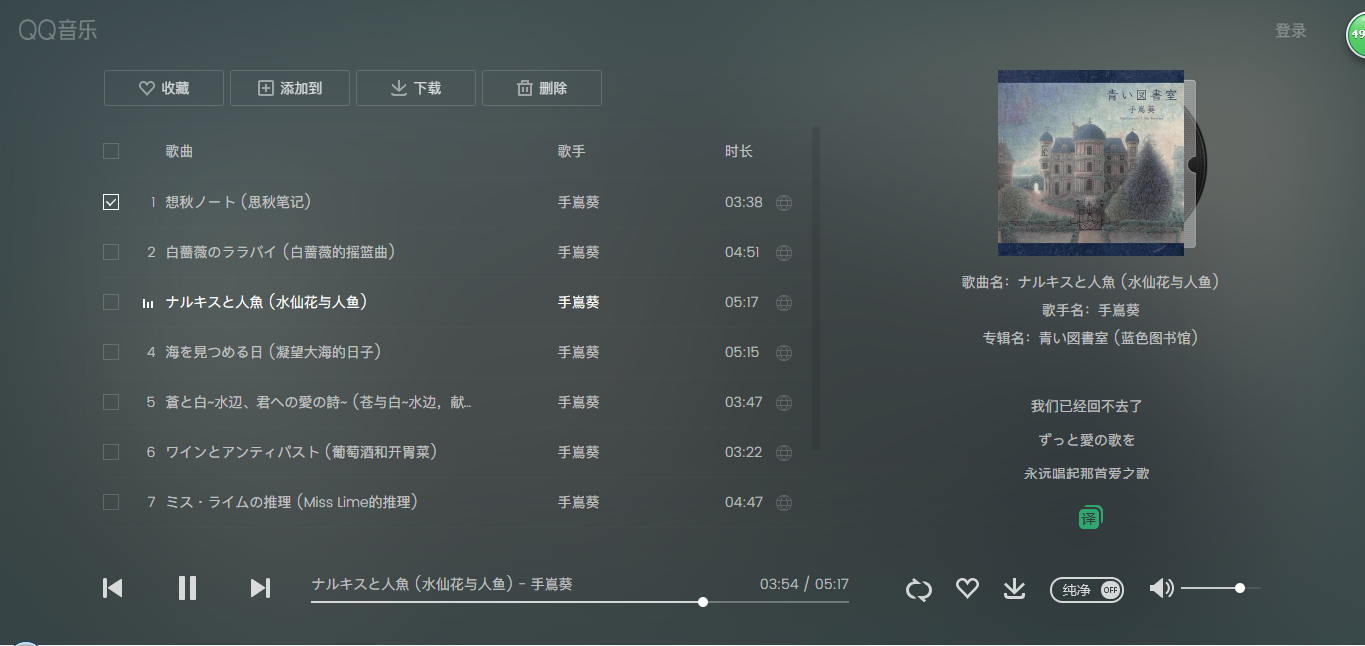 QQ音乐
登录
49
收藏 添加到 下载 删除
歌曲 歌手 时长
1 想秋ノート（思秋笔记） 手嶌葵 03:38
2 白薔薇のララバイ（白蔷薇的摇篮曲） 手嶌葵 04:51
ナルキスと人魚（水仙花与人鱼） 手嶌葵 05:17
4 海を見つめる日（凝望大海的日子） 手嶌葵 05:15
5 蒼と白~水辺、君への愛の詩~（苍与白~水边，献... 手嶌葵 03:47
6 ワインとアンティパスト（葡萄酒和开胃菜） 手嶌葵 03:22
7 ミス・ライムの推理（Miss Lime的推理） 手嶌葵 04:47
青い図書室
手嶌葵
歌曲名：ナルキスと人魚（水仙花与人鱼）
歌手名：手嶌葵
专辑名：青い図書室（蓝色图书馆）
我们已经回不去了
ずっと愛の歌を
永远唱起那首爱之歌
译
ナルキスと人魚（水仙花与人鱼）- 手嶌葵 03:54 / 05:17
纯净 OFF